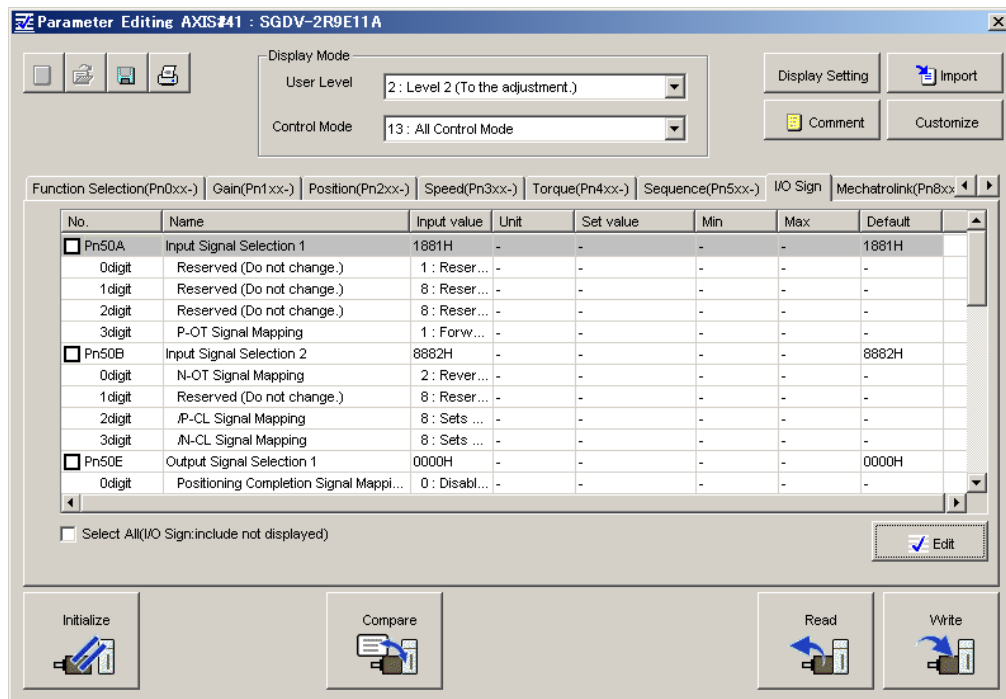 Parameter Editing AXIS#41 : SGDV-2R9E11A
Display Mode
User Level 2 : Level 2 (To the adjustment.)
Control Mode 13 : All Control Mode
Display Setting Import
Comment Customize
Function Selection(Pn0xx-) Gain(Pn1xx-) Position(Pn2xx-) Speed(Pn3xx-) Torque(Pn4xx-) Sequence(Pn5xx-) I/O Sign Mechatrolink(Pn8xx
No. Name Input value Unit Set value Min Max Default
Pn50A Input Signal Selection 1 1881H - - - - 1881H
0digit Reserved (Do not change.) 1 : Reser... - - - - -
1digit Reserved (Do not change.) 8 : Reser... - - - - -
2digit Reserved (Do not change.) 8 : Reser... - - - - -
3digit P-OT Signal Mapping 1 : Forw... - - - - -
Pn50B Input Signal Selection 2 8882H - - - - 8882H
0digit N-OT Signal Mapping 2 : Rever... - - - - -
1digit Reserved (Do not change.) 8 : Reser... - - - - -
2digit /P-CL Signal Mapping 8 : Sets ... - - - - -
3digit /N-CL Signal Mapping 8 : Sets ... - - - - -
Pn50E Output Signal Selection 1 0000H - - - - 0000H
0digit Positioning Completion Signal Mappi... 0 : Disabl... - - - - -
Select All(I/O Sign:include not displayed)
Edit
Initialize Compare Read Write